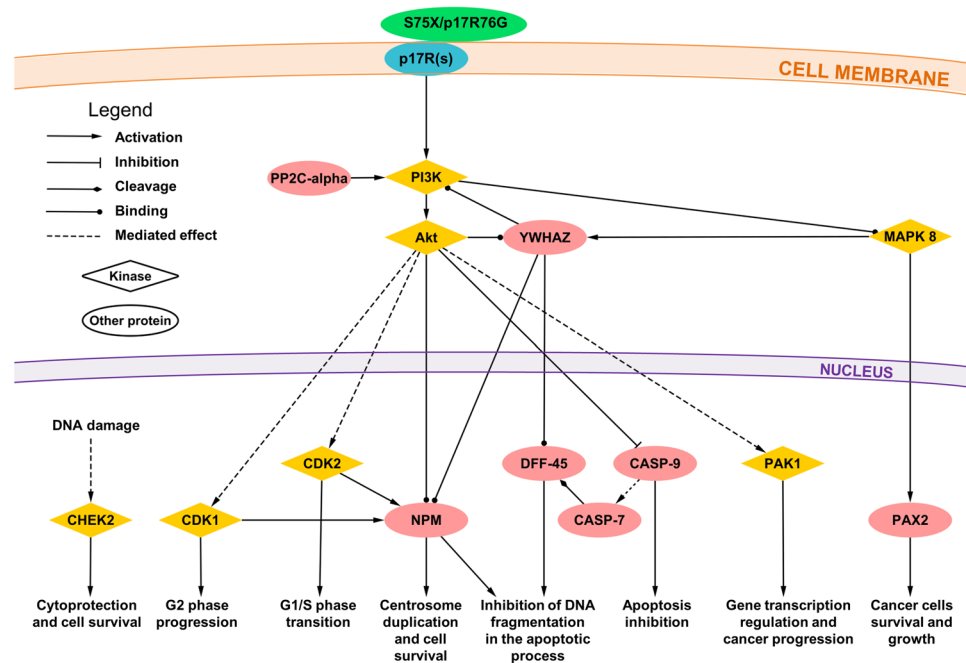 S75X/p17R76G
p17R(s)
CELL MEMBRANE
Legend
Activation
Inhibition
Cleavage
Binding
Mediated effect
Kinase
Other protein
PP2C-alpha
PI3K
Akt
YWHAZ
MAPK 8
NUCLEUS
DNA damage
CDK2
DFF-45
CASP-9
PAK1
CHEK2
CDK1
NPM
CASP-7
PAX2
Cytoprotection
and cell survival
G2 phase
progression
G1/S phase
transition
Centrosome
duplication
and cell
survival
Inhibition of DNA
fragmentation
in the apoptotic
process
Apoptosis
inhibition
Gene transcription
regulation and
cancer progression
Cancer cells
survival and
growth